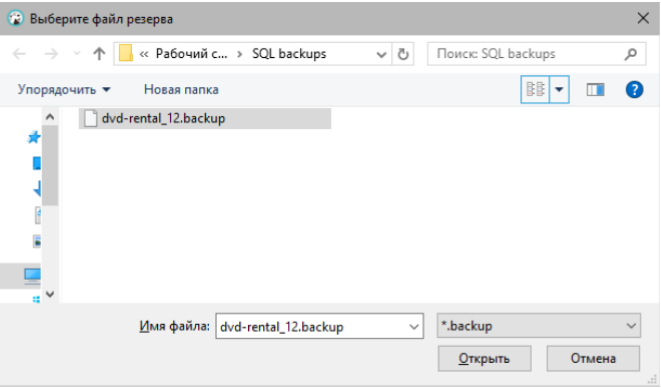 Выберите файл резерва
« Рабочий с... › SQL backups
Поиск: SQL backups
Упорядочить
Новая папка
dvd-rental_12.backup
Имя файла:
dvd-rental_12.backup
*.backup
Открыть
Отмена